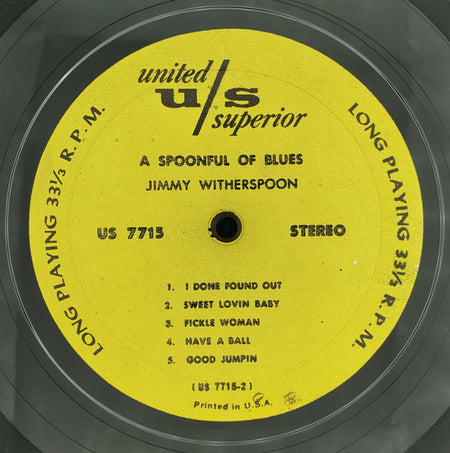 united
u/s
superior
A SPOONFUL OF BLUES
JIMMY WITHERSPOON
US 7715
STEREO
1. I DONE FOUND OUT
2. SWEET LOVIN BABY
3. FICKLE WOMAN
4. HAVE A BALL
5. GOOD JUMPIN
(US 7715-2)
Printed in U.S.A.
LONG PLAYING 33⅓ R.P.M.
LONG PLAYING 33⅓ R.P.M.